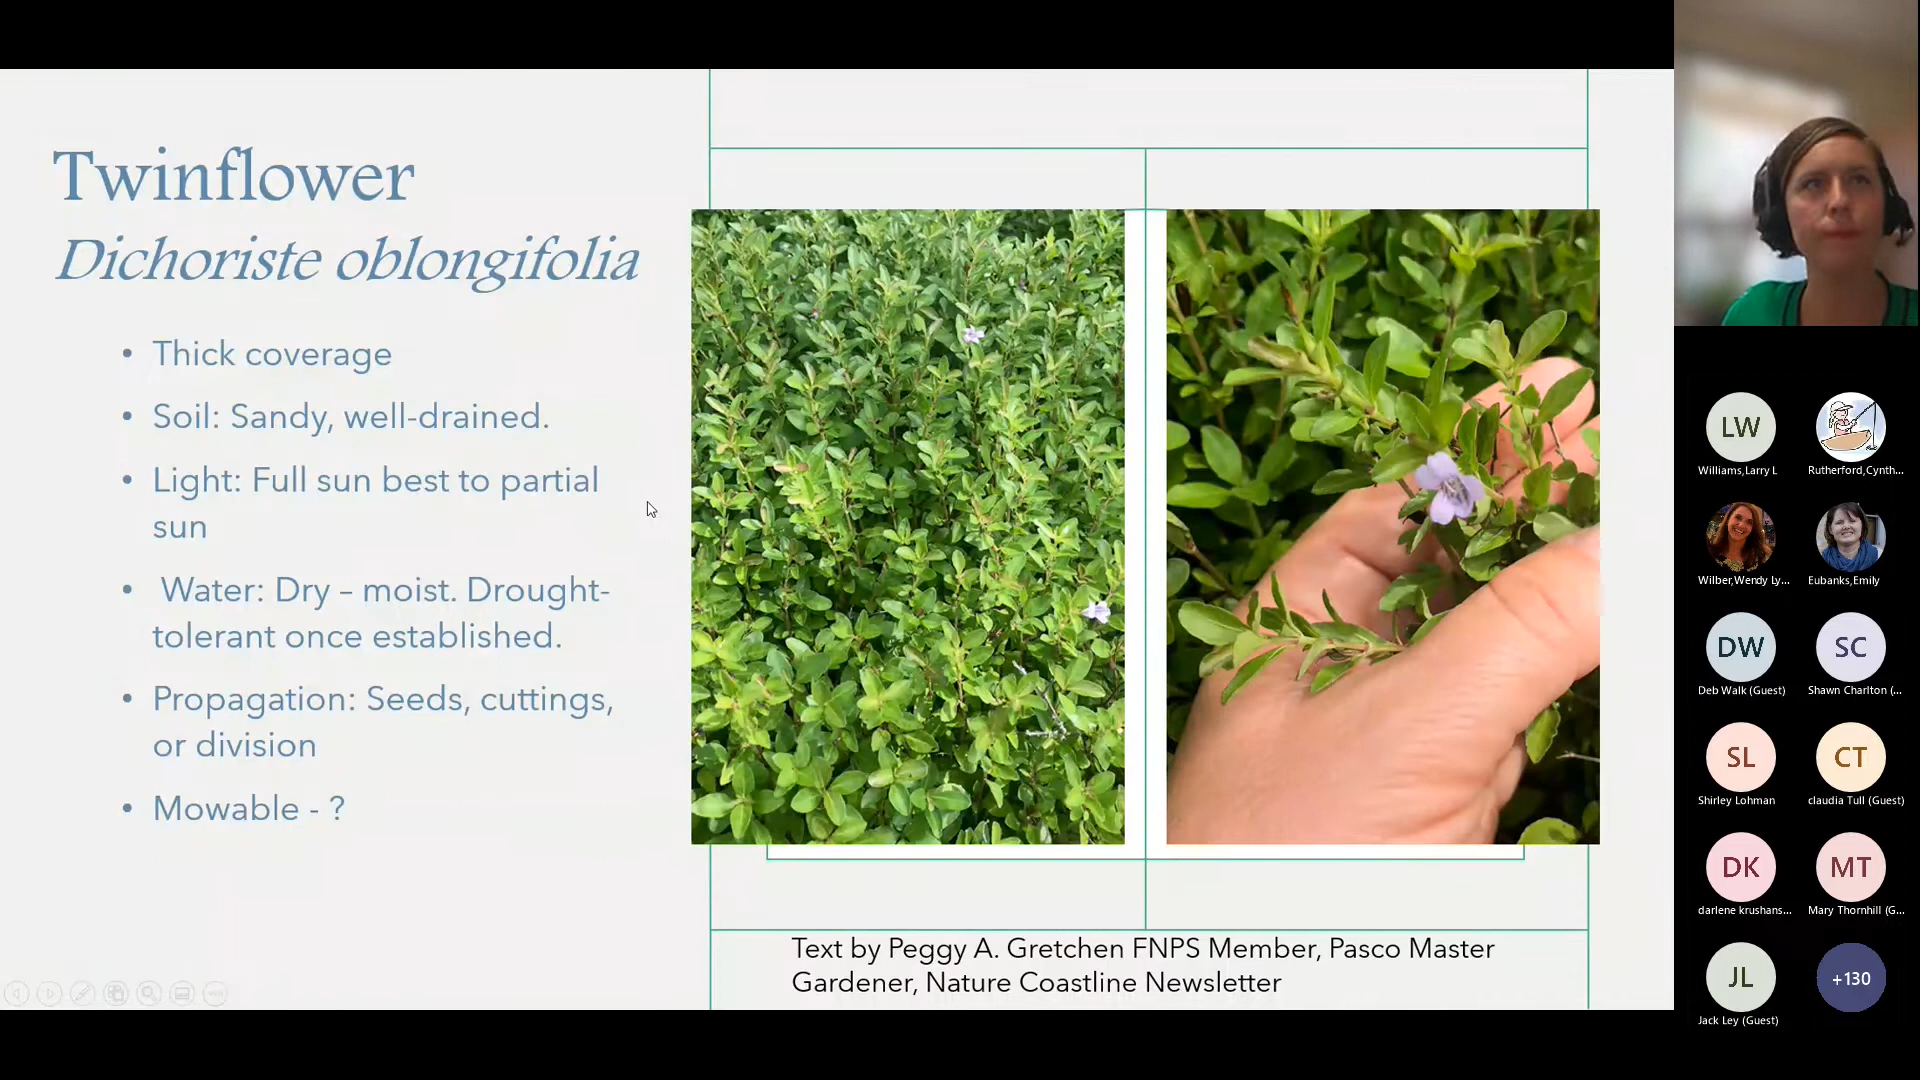 Twinflower
Dichoriste oblongifolia
• Thick coverage
• Soil: Sandy, well-drained.
• Light: Full sun best to partial
sun
• Water: Dry – moist. Drought-
tolerant once established.
• Propagation: Seeds, cuttings,
or division
• Mowable - ?
Text by Peggy A. Gretchen FNPS Member, Pasco Master
Gardener, Nature Coastline Newsletter
LW
Williams,Larry L
Rutherford,Cynth...
Wilber,Wendy Ly...
Eubanks,Emily
DW
Deb Walk (Guest)
SC
Shawn Charlton (...
SL
Shirley Lohman
CT
claudia Tull (Guest)
DK
darlene krushans...
MT
Mary Thornhill (G...
JL
Jack Ley (Guest)
+130